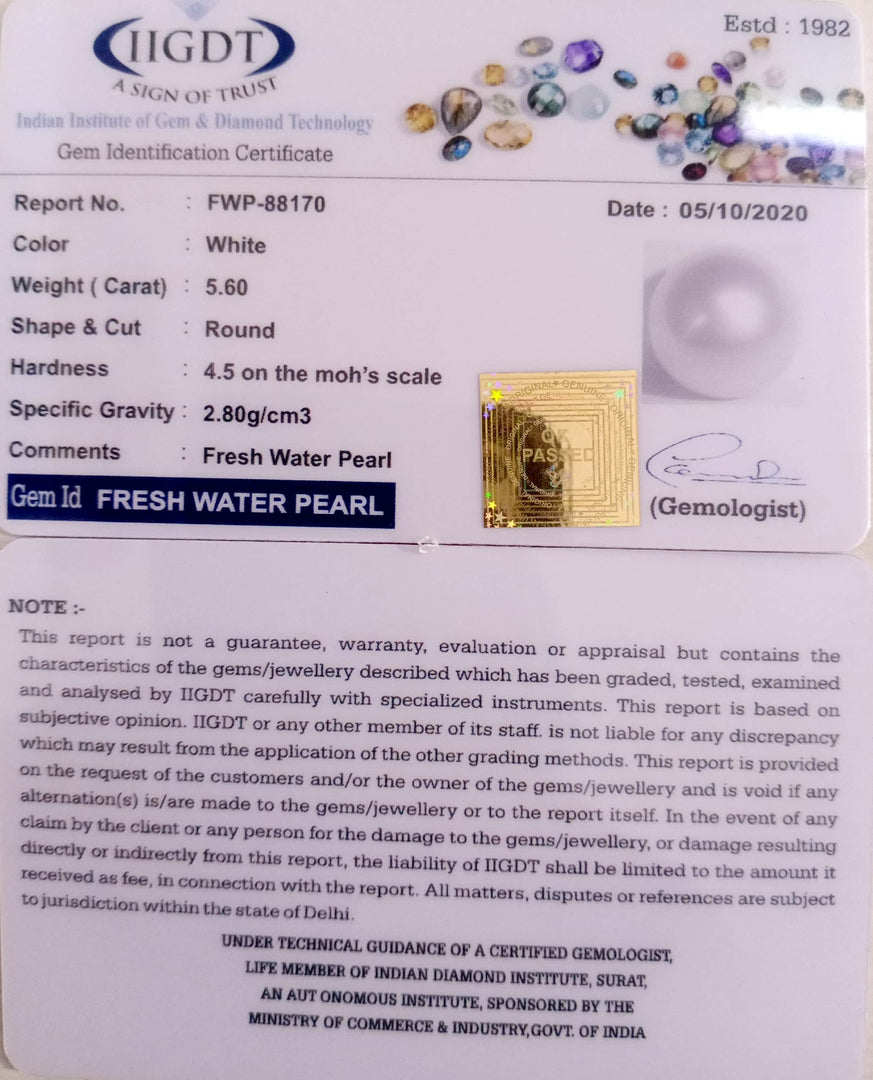 IIGDT
A SIGN OF TRUST
Estd : 1982
Indian Institute of Gem & Diamond Technology
Gem Identification Certificate
Report No. : FWP-88170
Date : 05/10/2020
Color : White
Weight ( Carat) : 5.60
Shape & Cut : Round
Hardness : 4.5 on the moh's scale
Specific Gravity : 2.80g/cm3
Comments : Fresh Water Pearl
Gem Id FRESH WATER PEARL
ORIGINAL GENUINE ORIGINAL
GENUINE
OK
PASSED
(Gemologist)
NOTE :-
This report is not a guarantee, warranty, evaluation or appraisal but contains the
characteristics of the gems/jewellery described which has been graded, tested, examined
and analysed by IIGDT carefully with specialized instruments. This report is based on
subjective opinion. IIGDT or any other member of its staff. is not liable for any discrepancy
which may result from the application of the other grading methods. This report is provided
on the request of the customers and/or the owner of the gems/jewellery and is void if any
alternation(s) is/are made to the gems/jewellery or to the report itself. In the event of any
claim by the client or any person for the damage to the gems/jewellery, or damage resulting
directly or indirectly from this report, the liability of IIGDT shall be limited to the amount it
received as fee, in connection with the report. All matters, disputes or references are subject
to jurisdiction within the state of Delhi.
UNDER TECHNICAL GUIDANCE OF A CERTIFIED GEMOLOGIST,
LIFE MEMBER OF INDIAN DIAMOND INSTITUTE, SURAT,
AN AUT ONOMOUS INSTITUTE, SPONSORED BY THE
MINISTRY OF COMMERCE & INDUSTRY,GOVT. OF INDIA